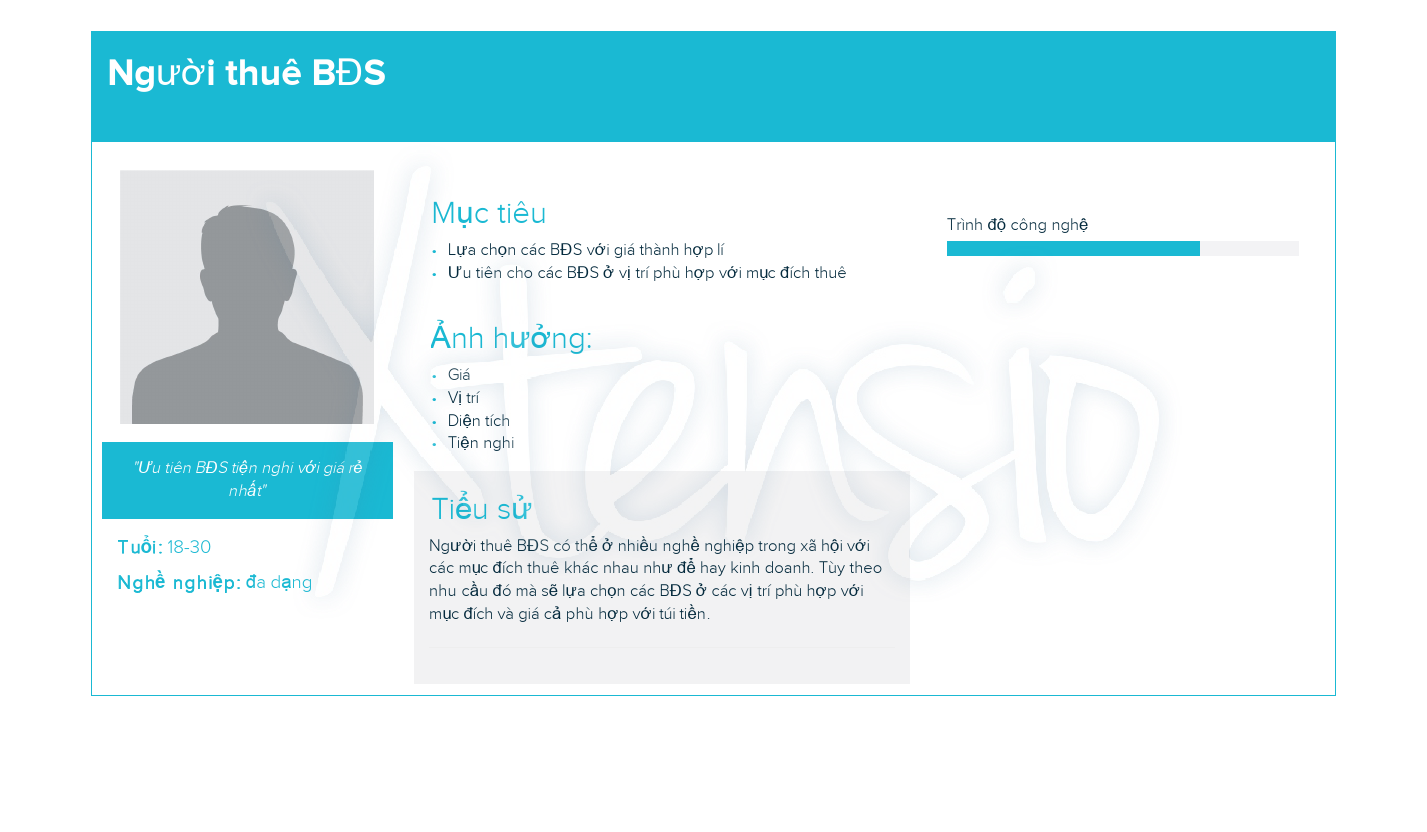 Người thuê BĐS
Mục tiêu
• Lựa chọn các BĐS với giá thành hợp lí
• Ưu tiên cho các BĐS ở vị trí phù hợp với mục đích thuê
Trình độ công nghệ
Ảnh hưởng:
• Giá
• Vị trí
• Diện tích
• Tiện nghi
"Ưu tiên BĐS tiện nghi với giá rẻ
nhất"
Tuổi: 18-30
Nghề nghiệp: đa dạng
Tiểu sử
Người thuê BĐS có thể ở nhiều nghề nghiệp trong xã hội với
các mục đích thuê khác nhau như để hay kinh doanh. Tùy theo
nhu cầu đó mà sẽ lựa chọn các BĐS ở các vị trí phù hợp với
mục đích và giá cả phù hợp với túi tiền.
Xtensio